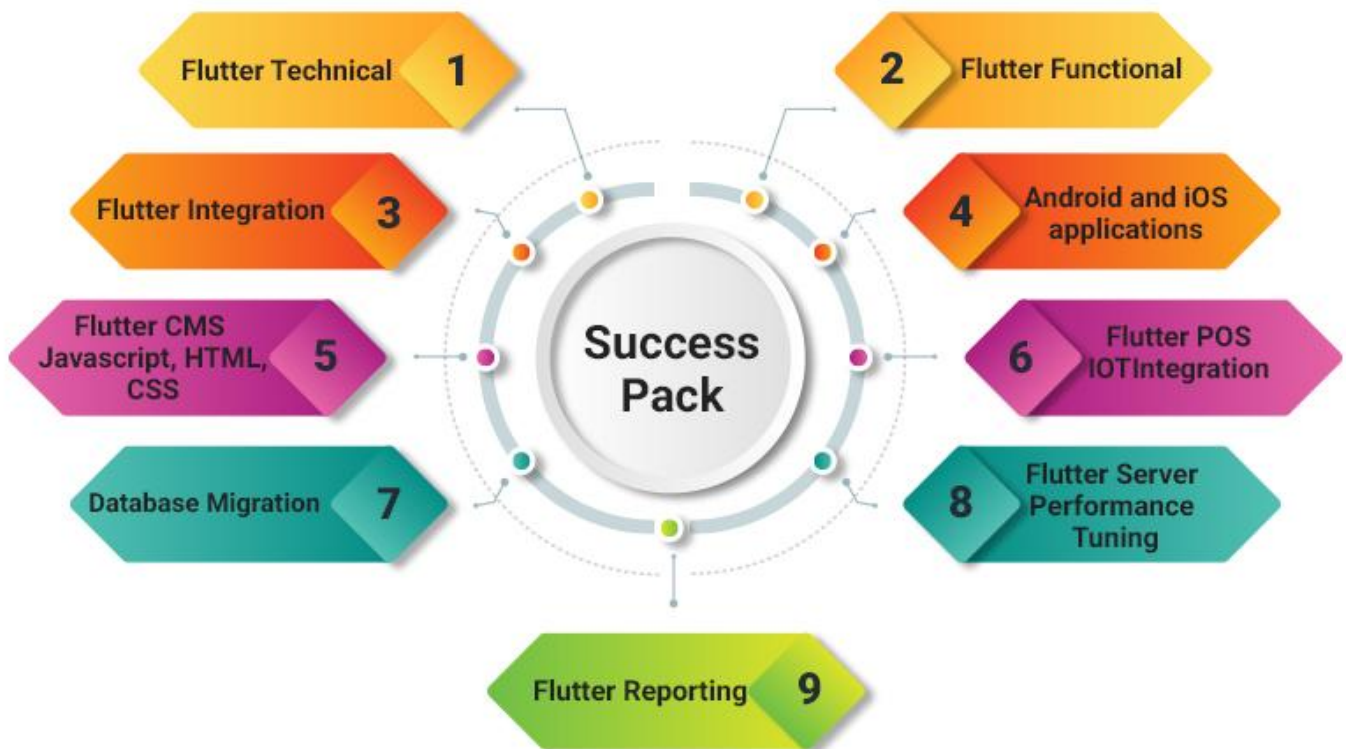 Flutter Technical
1
2
Flutter Functional
Flutter Integration
3
4
Android and iOS
applications
Flutter CMS
Javascript, HTML,
CSS
5
Success
Pack
6
Flutter POS
IOTIntegration
Database Migration
7
8
Flutter Server
Performance
Tuning
Flutter Reporting
9